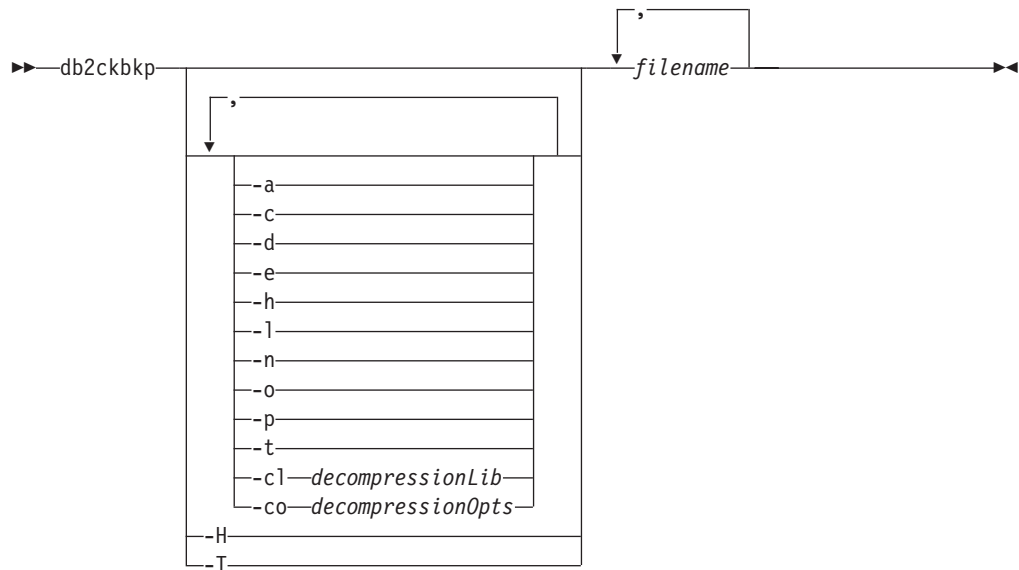 ,
db2ckbkp filename
,
-a
-c
-d
-e
-h
-l
-n
-o
-p
-t
-cl decompressionLib
-co decompressionOpts
-H
-T